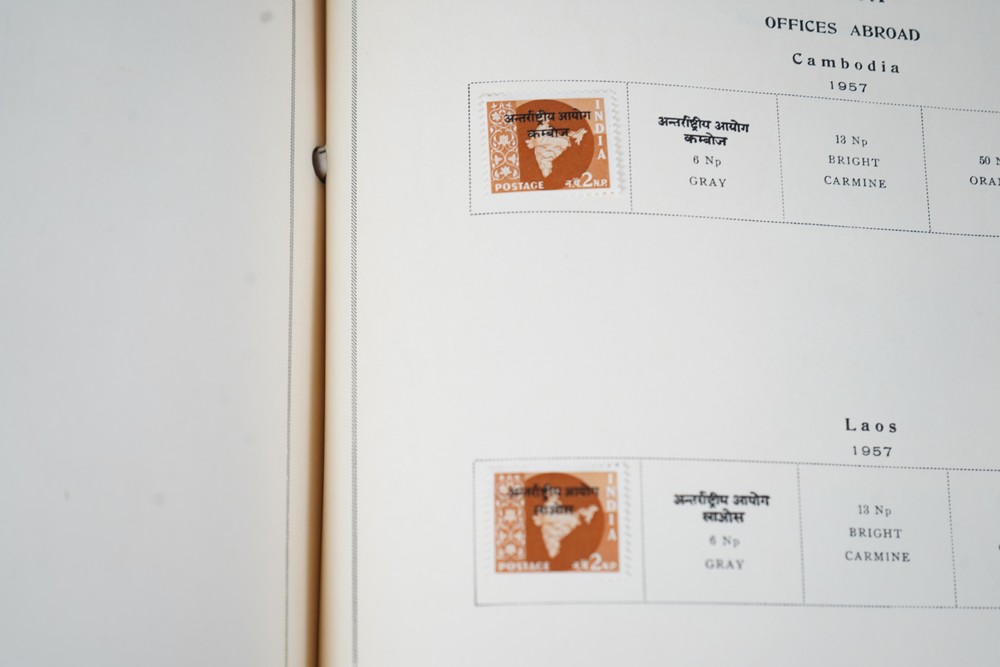 OFFICES ABROAD
Cambodia
1957
अन्तर्राष्ट्रीय आयोग
कम्बोज
INDIA
POSTAGE
न.पै. 2 N.P.
अन्तर्राष्ट्रीय आयोग
कम्बोज
6 Np
GRAY
13 Np
BRIGHT
CARMINE
50
Laos
1957
अन्तर्राष्ट्रीय आयोग
लाओस
INDIA
POSTAGE
न.पै. 2 N.P.
अन्तर्राष्ट्रीय आयोग
लाओस
6 Np
GRAY
13 Np
BRIGHT
CARMINE